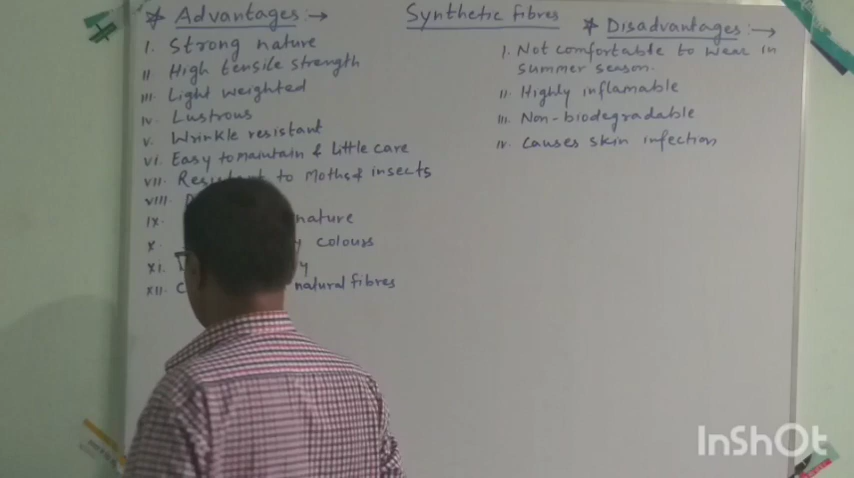 Synthetic fibres
* Advantages:→
I. Strong nature
II. High tensile strength
III. Light weighted
IV. Lustrous
V. Wrinkle resistant
VI. Easy to maintain & Little care
VII. to Moths & insects
VIII.
IX. nature
X. colours
XI.
XII. natural fibres
* Disadvantages:→
I. Not comfortable to wear in
summer season.
II. Highly inflamable
III. Non-biodegradable
IV. Causes skin infection
InShOt